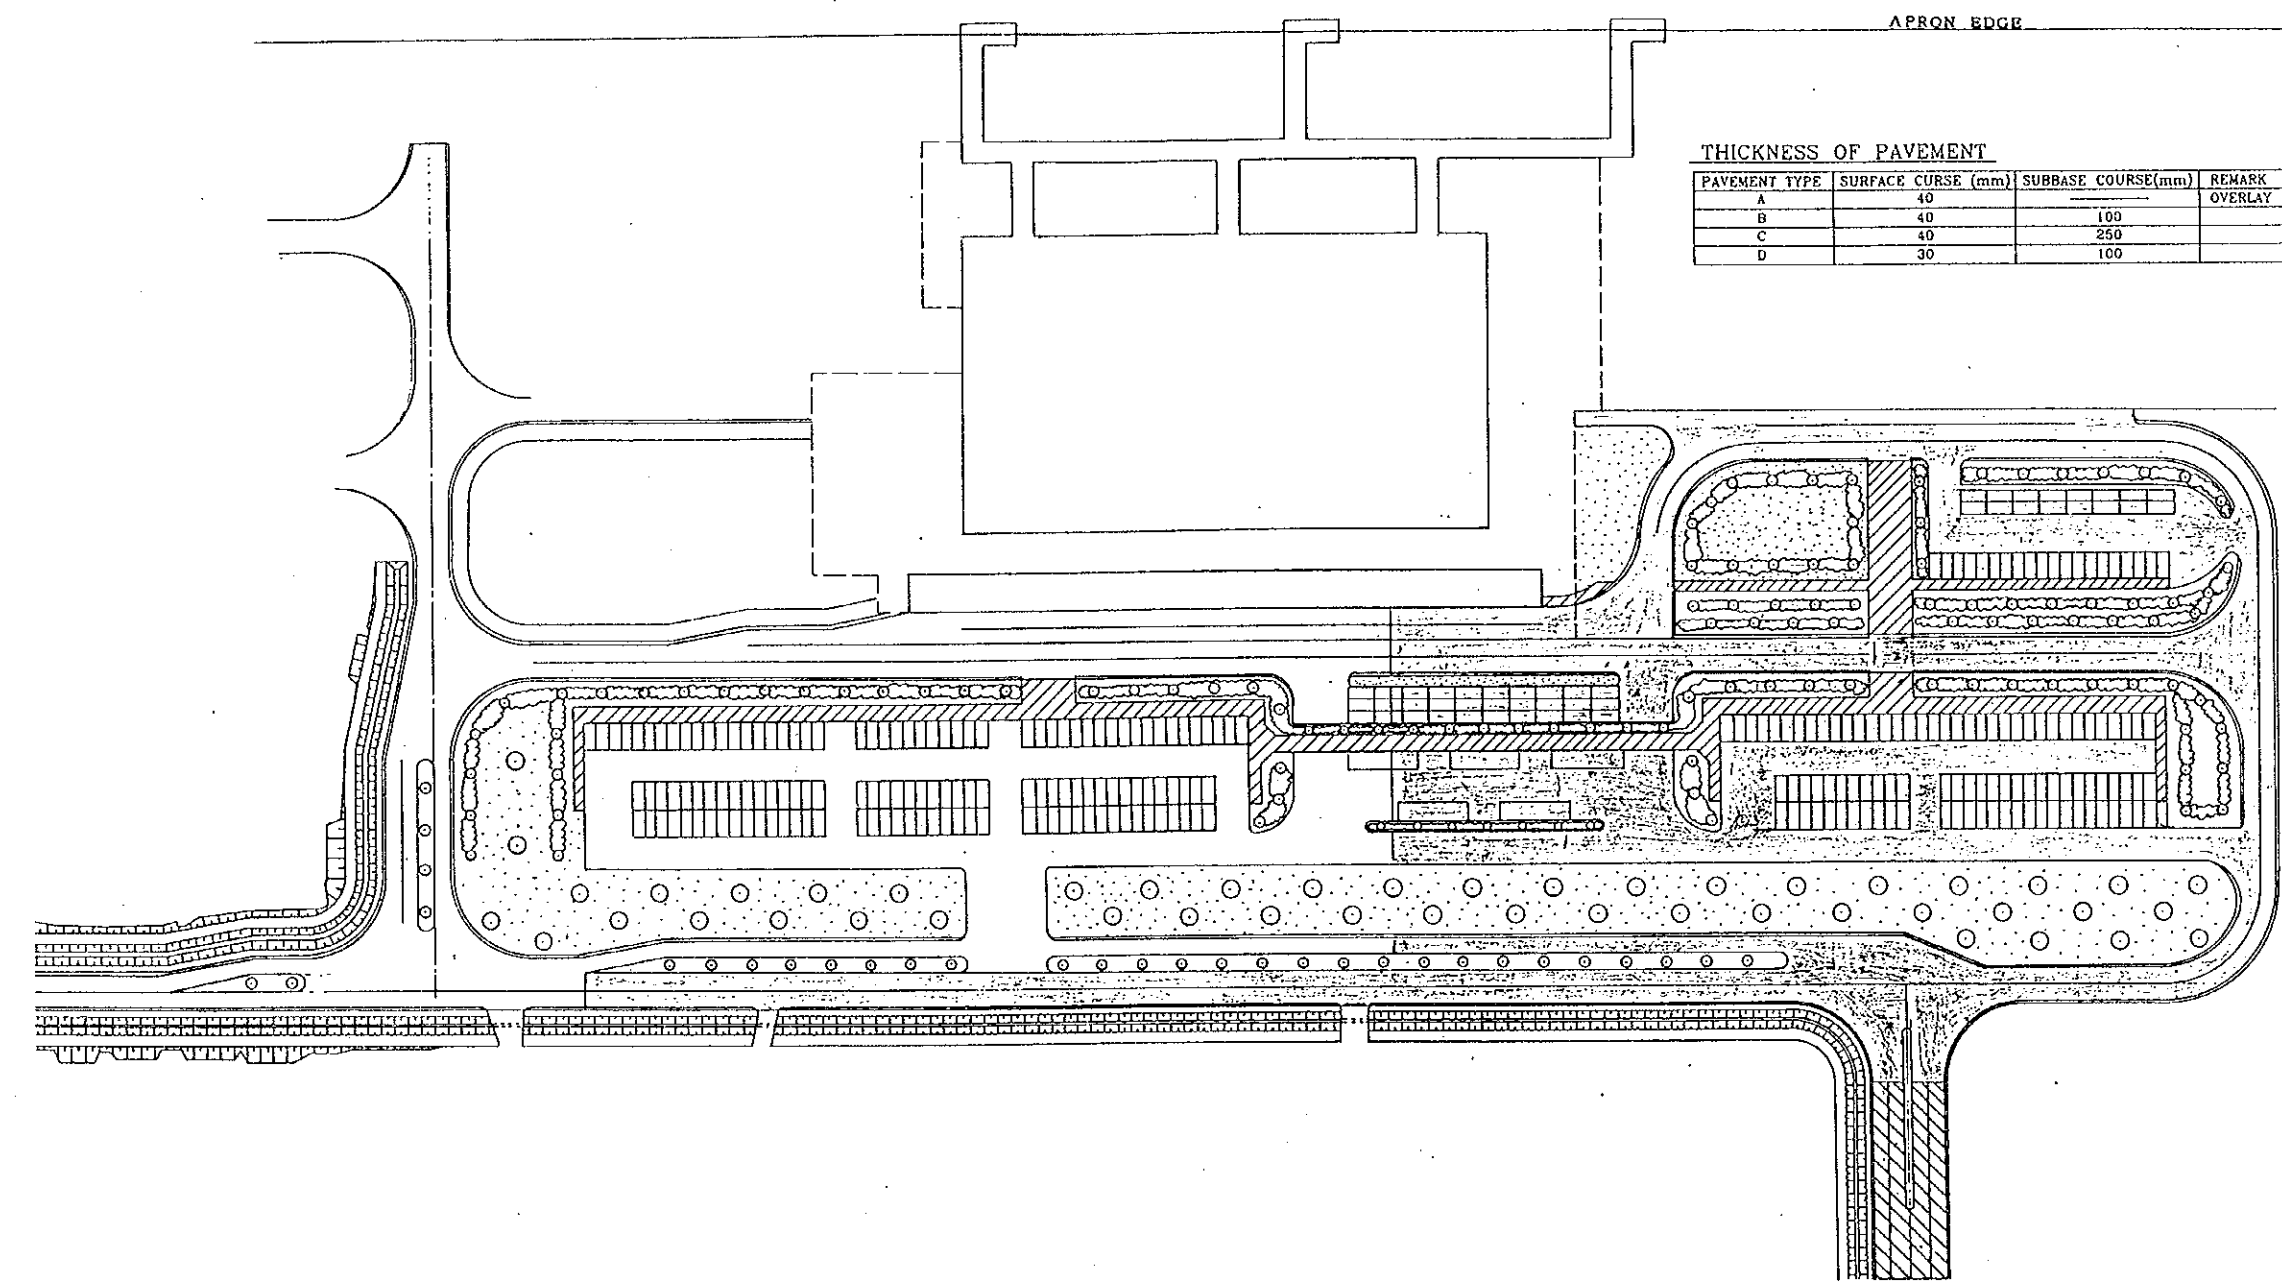 APRON EDGE
THICKNESS OF PAVEMENT
PAVEMENT TYPE SURFACE CURSE (mm) SUBBASE COURSE(mm) REMARK
A 40 ——— OVERLAY
B 40 100
C 40 250
D 30 100